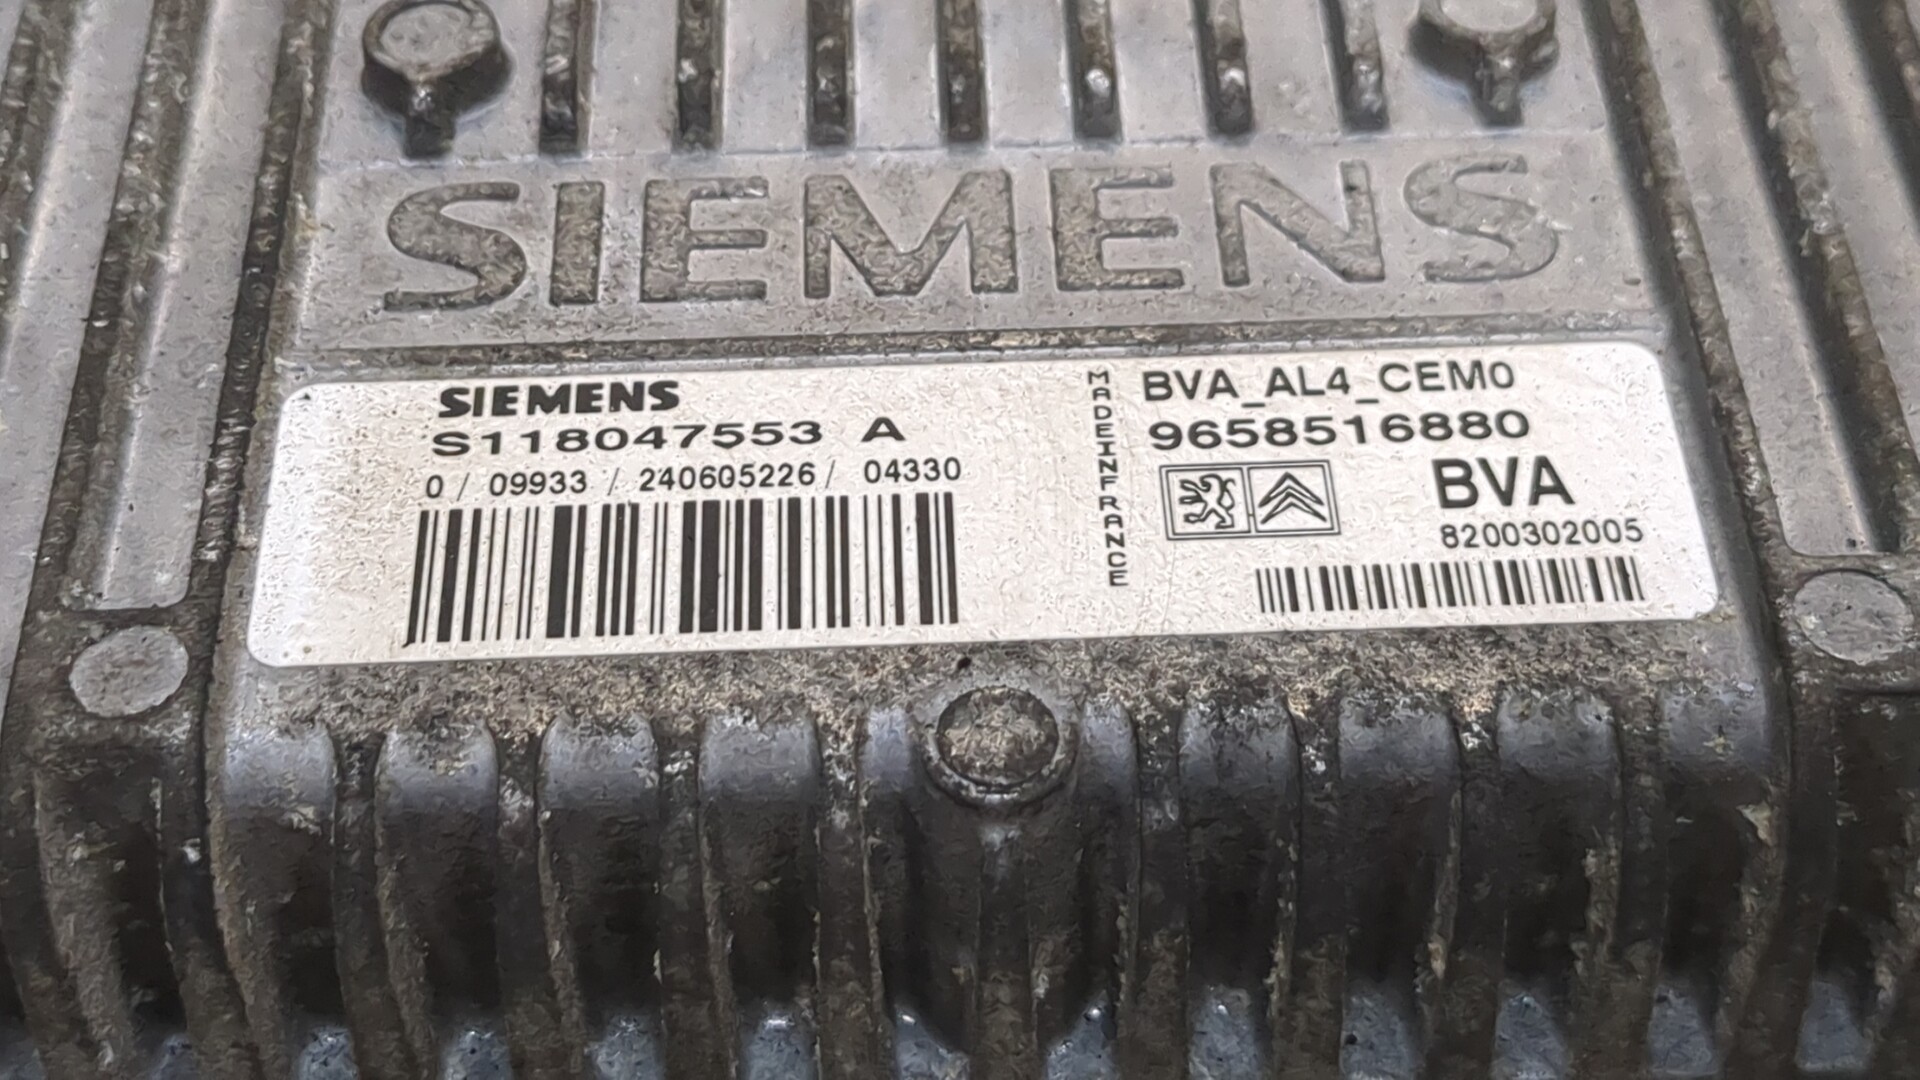 SIEMENS
SIEMENS
S118047553 A
0 / 09933 / 240605226 / 04330
MADEINFRANCE
BVA_AL4_CEM0
9658516880
BVA
8200302005